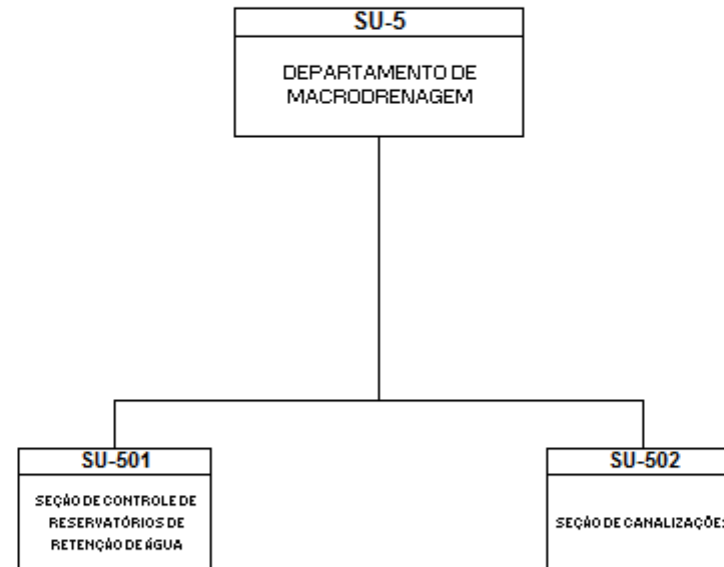 SU-5
DEPARTAMENTO DE
MACRODRENAGEM
SU-501
SEÇÃO DE CONTROLE DE
RESERVATÓRIOS DE
RETENÇÃO DE ÁGUA
SU-502
SEÇÃO DE CANALIZAÇÕES